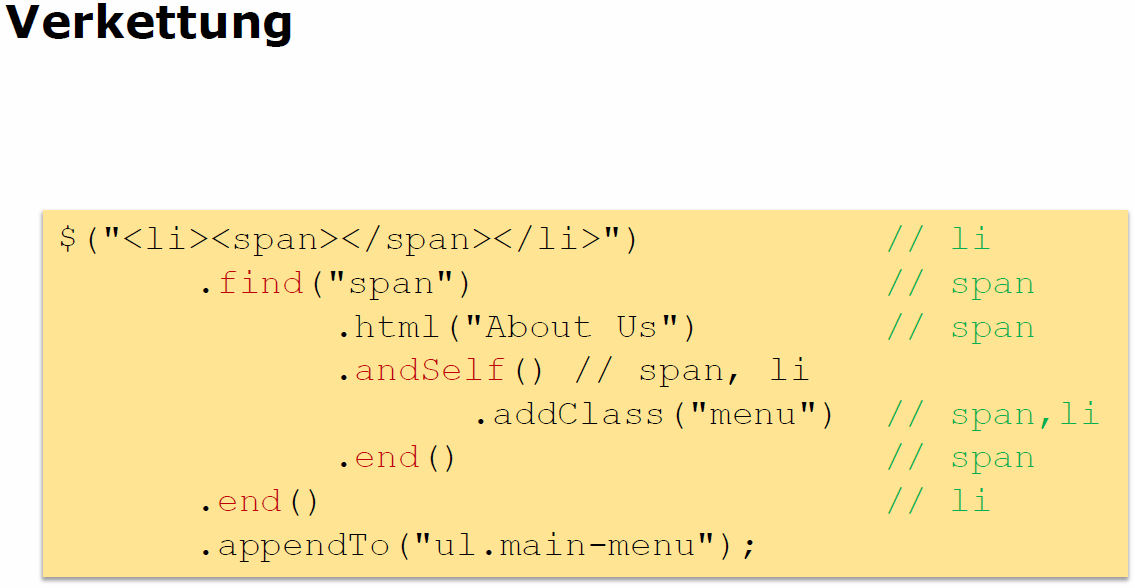 Verkettung
$("<li><span></span></li>") // li
.find("span") // span
.html("About Us") // span
.andSelf() // span, li
.addClass("menu") // span,li
.end() // span
.end() // li
.appendTo("ul.main-menu");